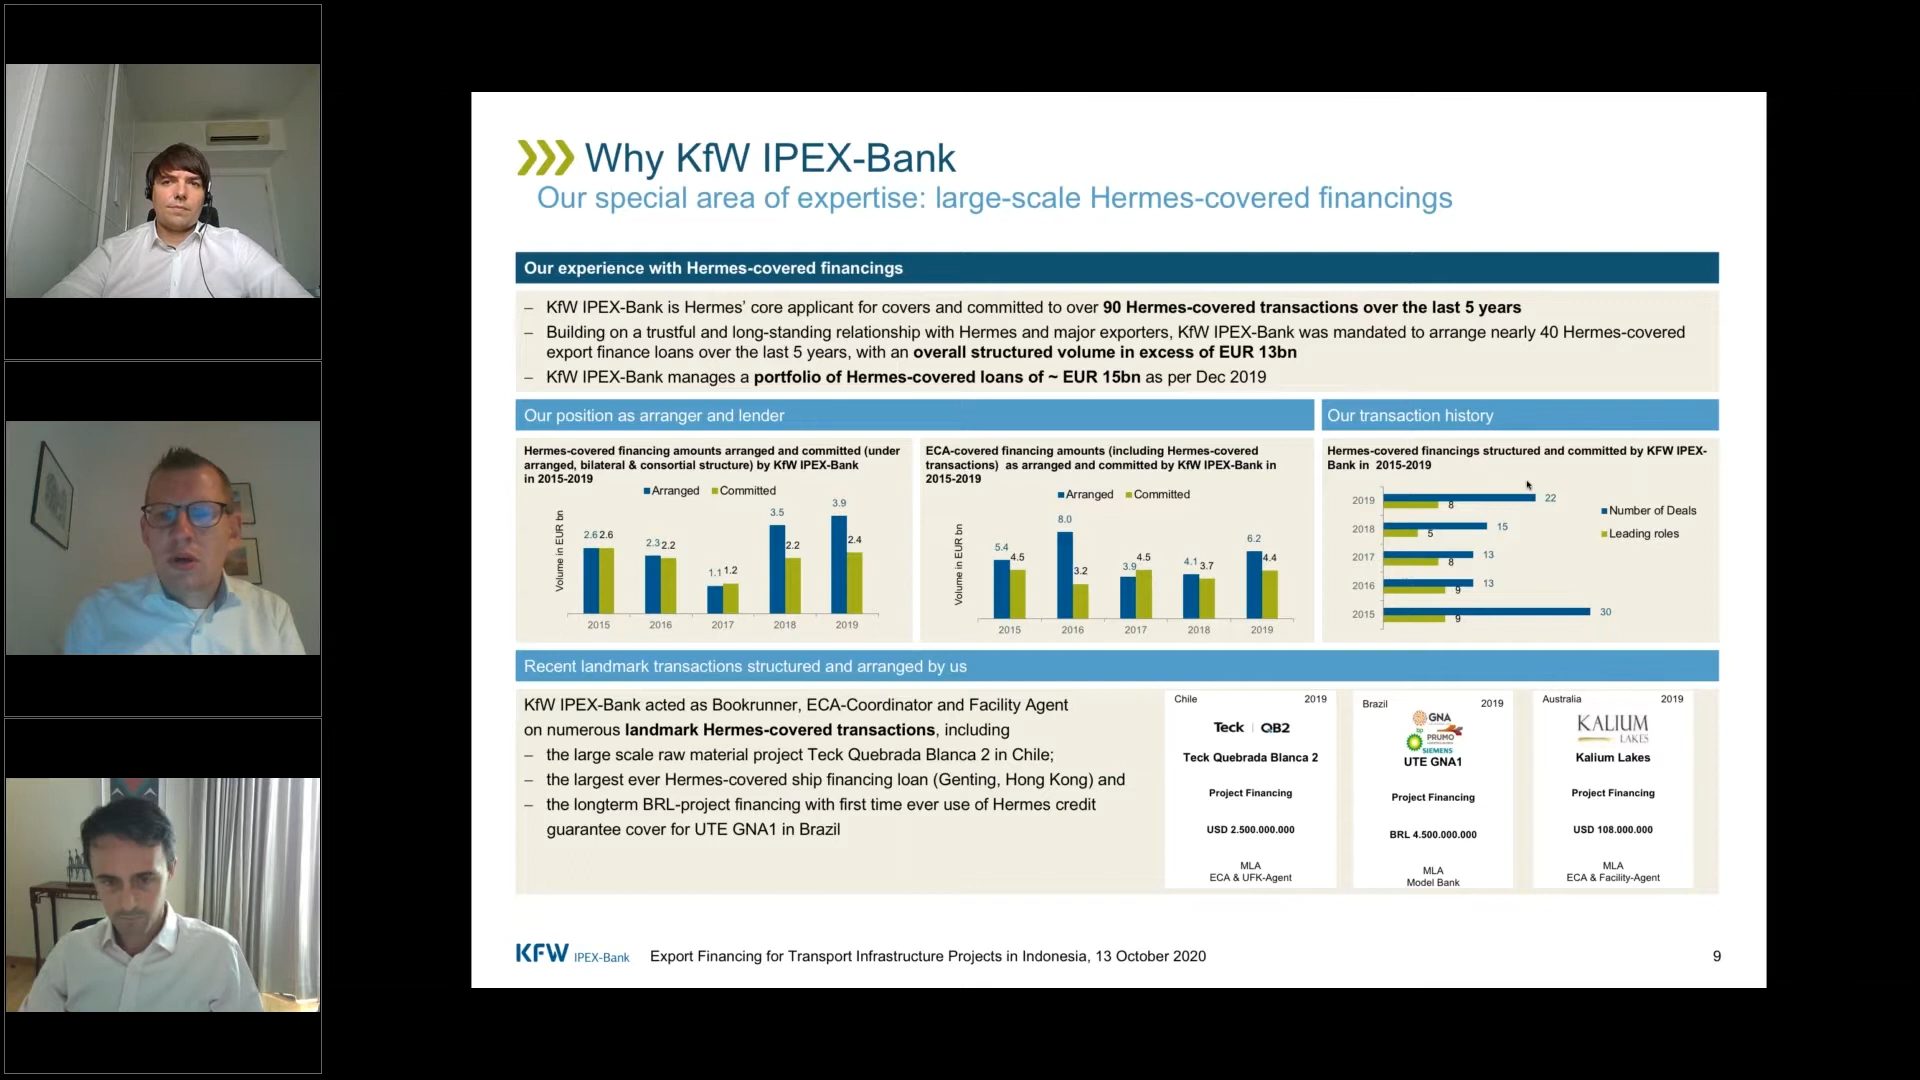 Why KfW IPEX-Bank
Our special area of expertise: large-scale Hermes-covered financings
Our experience with Hermes-covered financings
– KfW IPEX-Bank is Hermes' core applicant for covers and committed to over 90 Hermes-covered transactions over the last 5 years
– Building on a trustful and long-standing relationship with Hermes and major exporters, KfW IPEX-Bank was mandated to arrange nearly 40 Hermes-covered
export finance loans over the last 5 years, with an overall structured volume in excess of EUR 13bn
– KfW IPEX-Bank manages a portfolio of Hermes-covered loans of ~ EUR 15bn as per Dec 2019
Our position as arranger and lender
Hermes-covered financing amounts arranged and committed (under
arranged, bilateral & consortial structure) by KfW IPEX-Bank
in 2015-2019
Arranged Committed
Volume in EUR bn
2.6 2.6
2.3 2.2
1.1 1.2
3.5 2.2
3.9 2.4
2015 2016 2017 2018 2019
ECA-covered financing amounts (including Hermes-covered
transactions) as arranged and committed by KfW IPEX-Bank in
2015-2019
Arranged Committed
Volume in EUR bn
5.4 4.5
8.0 3.2
3.9 4.5
4.1 3.7
6.2 4.4
2015 2016 2017 2018 2019
Our transaction history
Hermes-covered financings structured and committed by KFW IPEX-
Bank in 2015-2019
2019 22 8
2018 15 5
2017 13 8
2016 13 9
2015 30 9
Number of Deals
Leading roles
Recent landmark transactions structured and arranged by us
KfW IPEX-Bank acted as Bookrunner, ECA-Coordinator and Facility Agent
on numerous landmark Hermes-covered transactions, including
– the large scale raw material project Teck Quebrada Blanca 2 in Chile;
– the largest ever Hermes-covered ship financing loan (Genting, Hong Kong) and
– the longterm BRL-project financing with first time ever use of Hermes credit
guarantee cover for UTE GNA1 in Brazil
Chile 2019
Teck | QB2
Teck Quebrada Blanca 2
Project Financing
USD 2.500.000.000
MLA
ECA & UFK-Agent
Brazil 2019
GNA
bp
PRUMO
SIEMENS
UTE GNA1
Project Financing
BRL 4.500.000.000
MLA
Model Bank
Australia 2019
KALIUM
LAKES
Kalium Lakes
Project Financing
USD 108.000.000
MLA
ECA & Facility-Agent
KFW IPEX-Bank Export Financing for Transport Infrastructure Projects in Indonesia, 13 October 2020 9